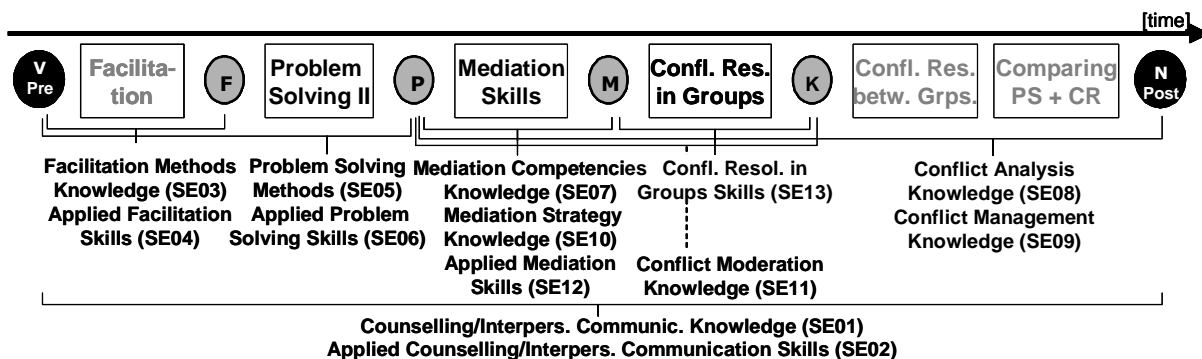 [time]
V
Pre
Facilita-
tion
F
Problem
Solving II
P
Mediation
Skills
M
Confl. Res.
in Groups
K
Confl. Res.
betw. Grps.
Comparing
PS + CR
N
Post
Facilitation Methods
Knowledge (SE03)
Applied Facilitation
Skills (SE04)
Problem Solving
Methods (SE05)
Applied Problem
Solving Skills (SE06)
Mediation Competencies
Knowledge (SE07)
Mediation Strategy
Knowledge (SE10)
Applied Mediation
Skills (SE12)
Confl. Resol. in
Groups Skills (SE13)
Conflict Moderation
Knowledge (SE11)
Conflict Analysis
Knowledge (SE08)
Conflict Management
Knowledge (SE09)
Counselling/Interpers. Communic. Knowledge (SE01)
Applied Counselling/Interpers. Communication Skills (SE02)